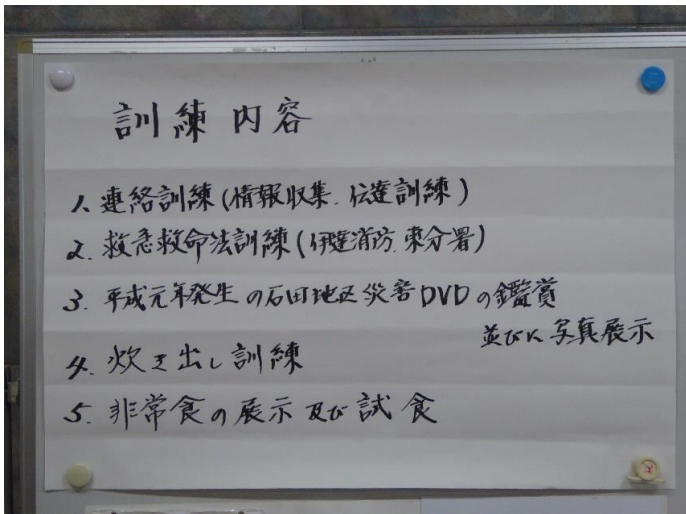 訓練内容
1. 連絡訓練(情報収集.伝達訓練)
2. 救急救命法訓練(伊達消防.東分署)
3. 平成元年発生の石田地区災害DVDの鑑賞
並びに写真展示
4. 炊き出し訓練
5. 非常食の展示及び試食